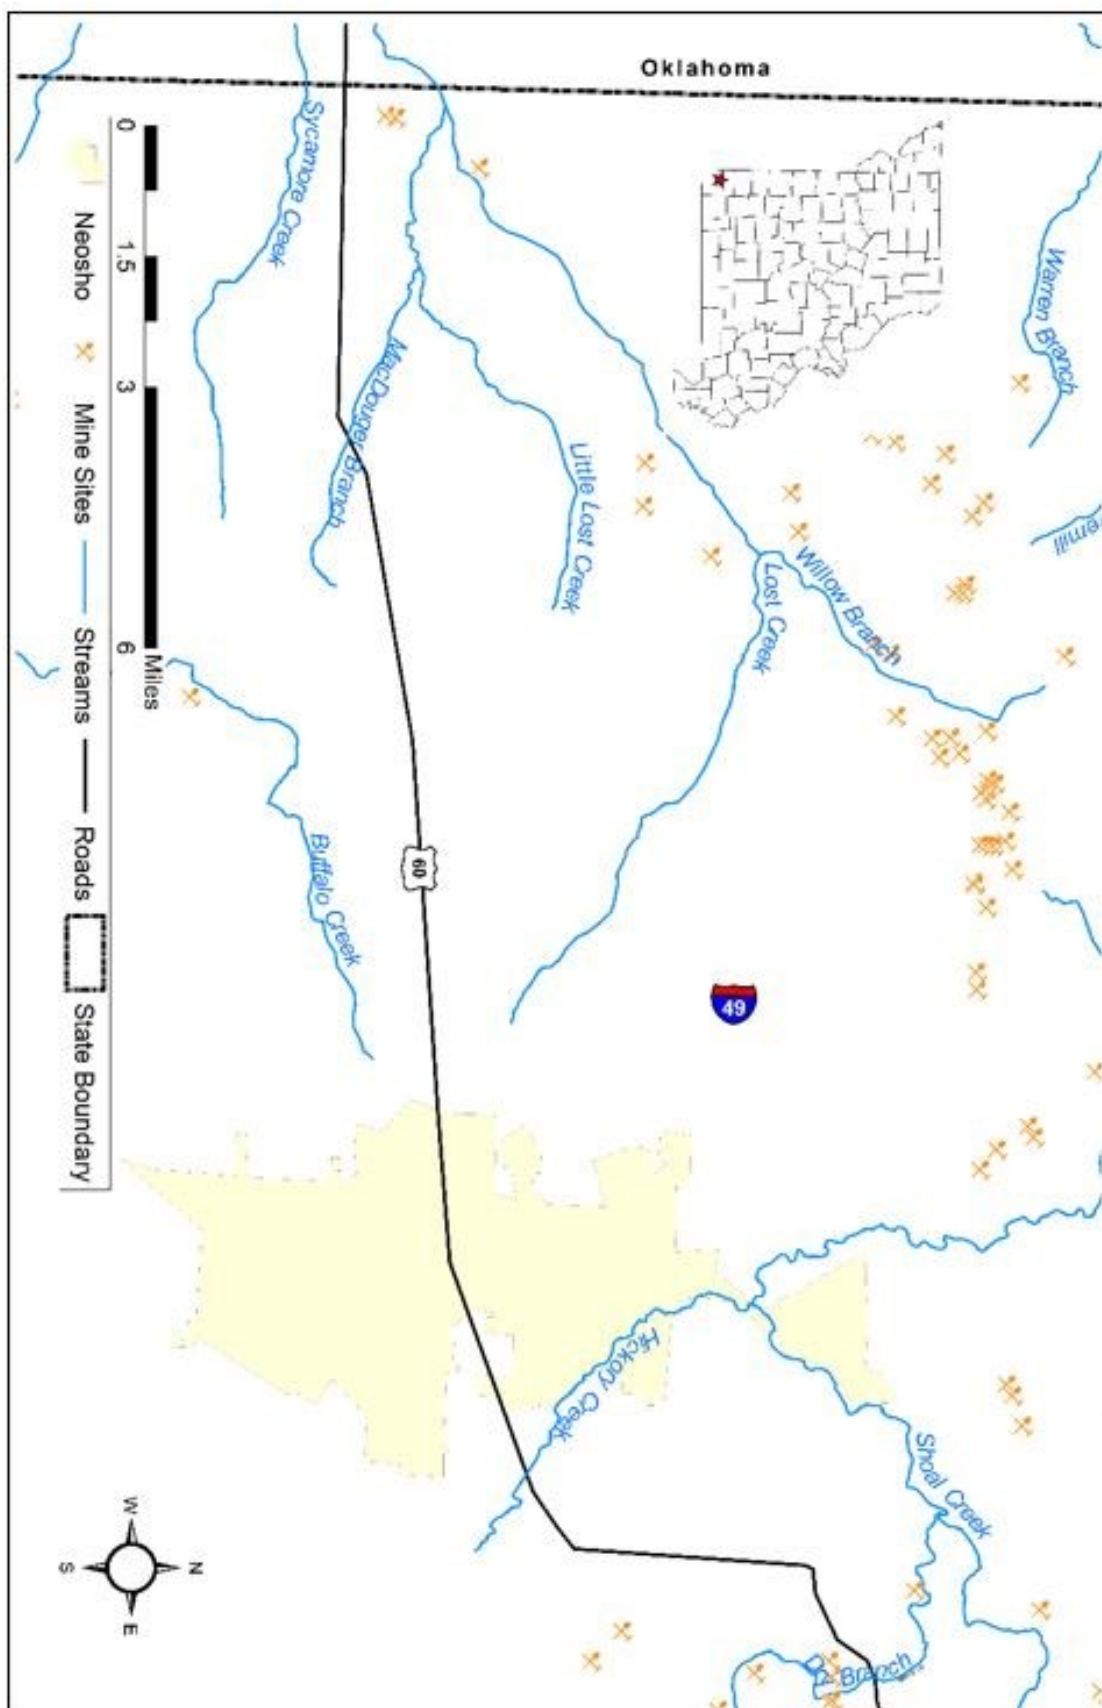 Oklahoma
Warren Branch
Sycamore Creek
MacDouger Branch
Little Lost Creek
Willow Branch
Lost Creek
Buffalo Creek
60
49
Hickory Creek
Shoal Creek
Branch
0 1.5 3 6 Miles
Neosho Mine Sites Streams Roads State Boundary
N
W E
S